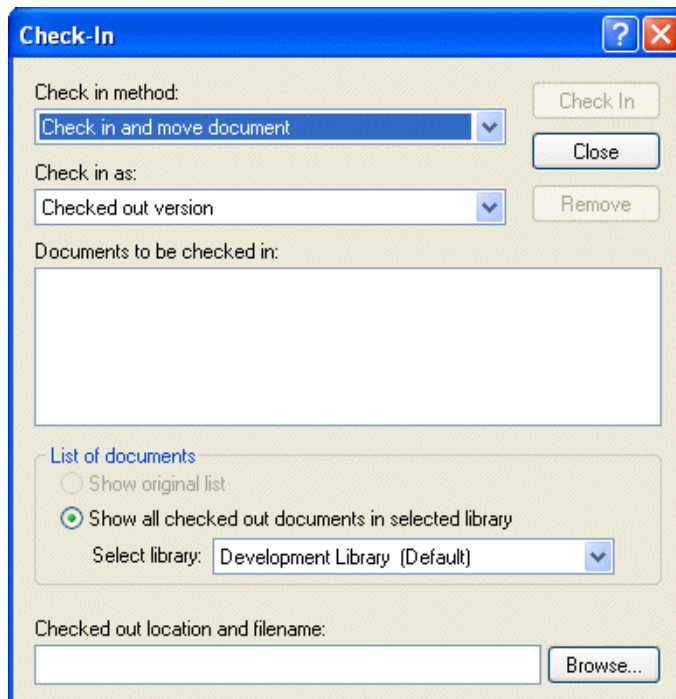 Check-In
Check in method:
Check In
Check in and move document
Close
Check in as:
Checked out version
Remove
Documents to be checked in:
List of documents
Show original list
Show all checked out documents in selected library
Select library: Development Library (Default)
Checked out location and filename:
Browse...